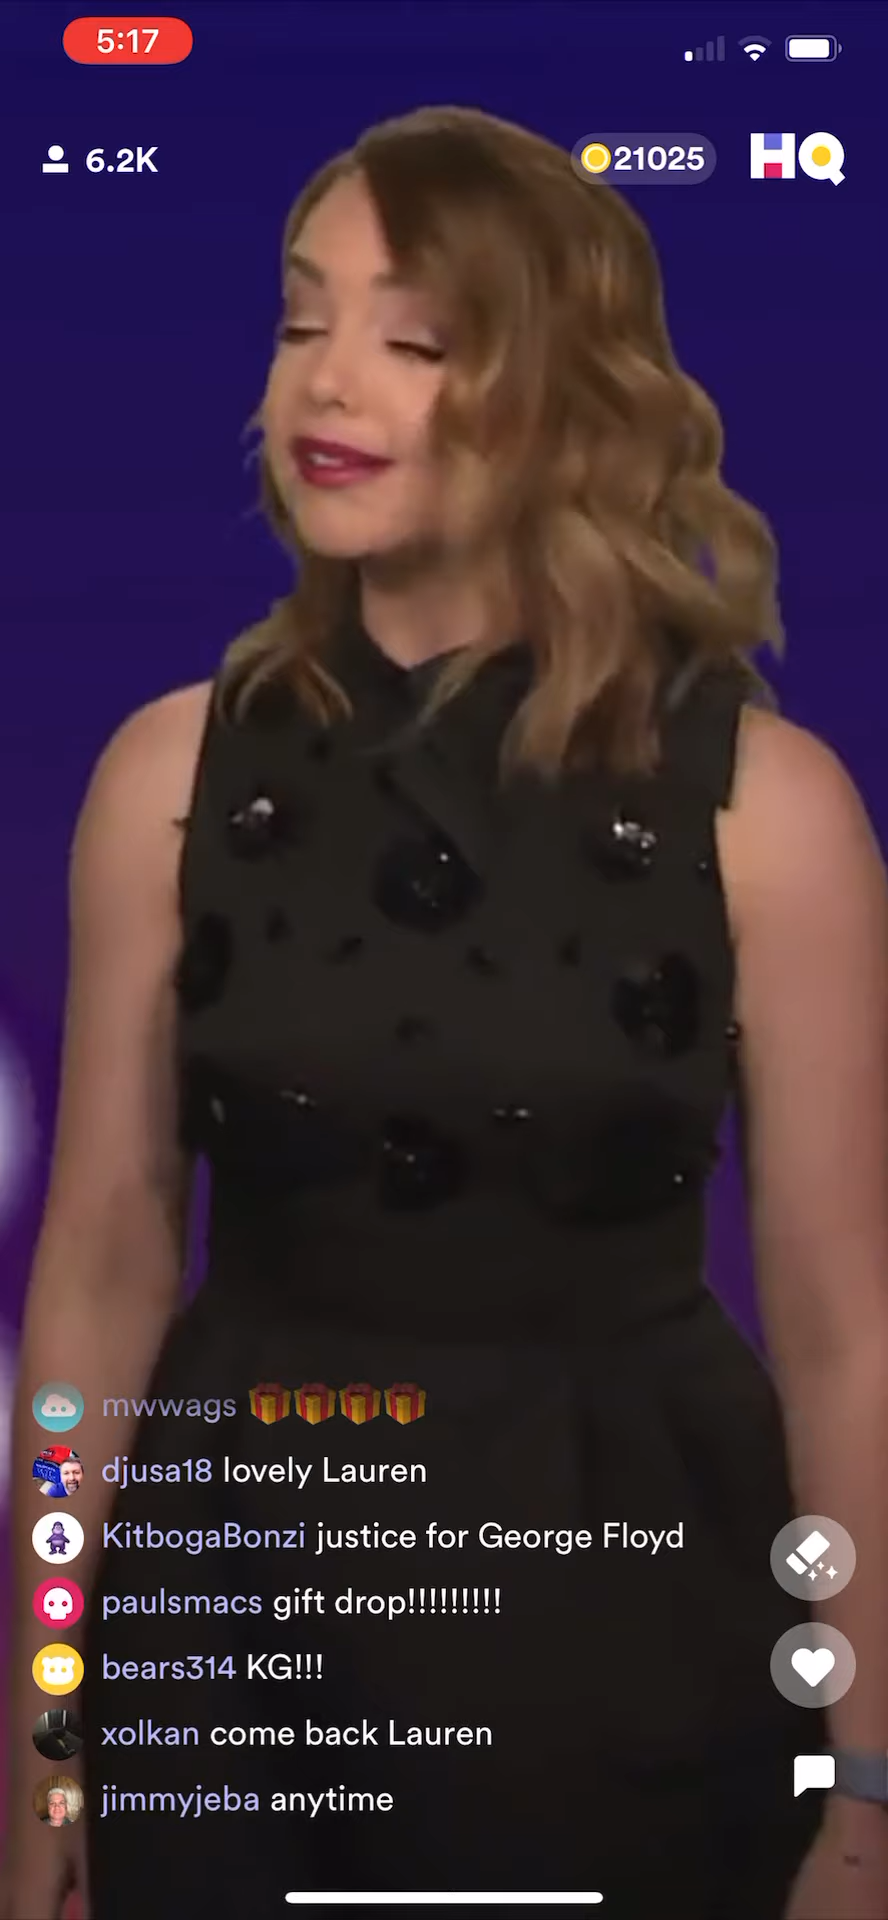 5:17
6.2K
21025
HQ
mwwags 🎁🎁🎁🎁
djusa18 lovely Lauren
KitbogaBonzi justice for George Floyd
paulsmacs gift drop!!!!!!!!!
bears314 KG!!!
xolkan come back Lauren
jimmyjeba anytime